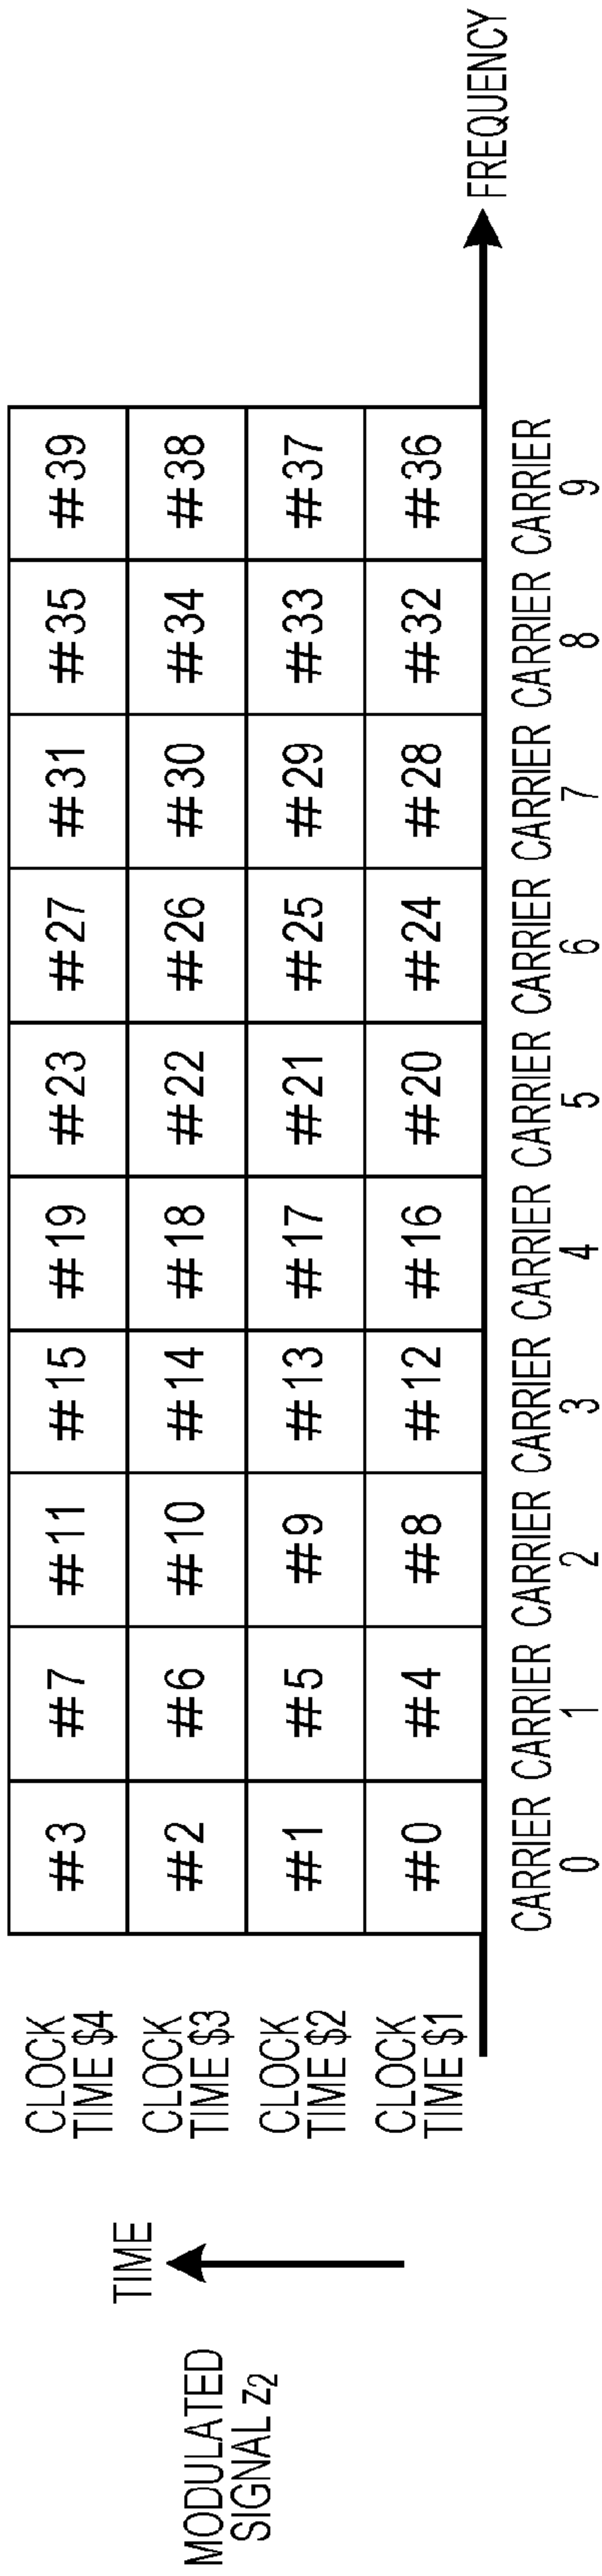 MODULATED
SIGNAL z2
TIME
CLOCK
TIME $4
#3 #7 #11 #15 #19 #23 #27 #31 #35 #39
CLOCK
TIME $3
#2 #6 #10 #14 #18 #22 #26 #30 #34 #38
CLOCK
TIME $2
#1 #5 #9 #13 #17 #21 #25 #29 #33 #37
CLOCK
TIME $1
#0 #4 #8 #12 #16 #20 #24 #28 #32 #36
FREQUENCY
CARRIER CARRIER CARRIER CARRIER CARRIER CARRIER CARRIER CARRIER CARRIER CARRIER
0 1 2 3 4 5 6 7 8 9